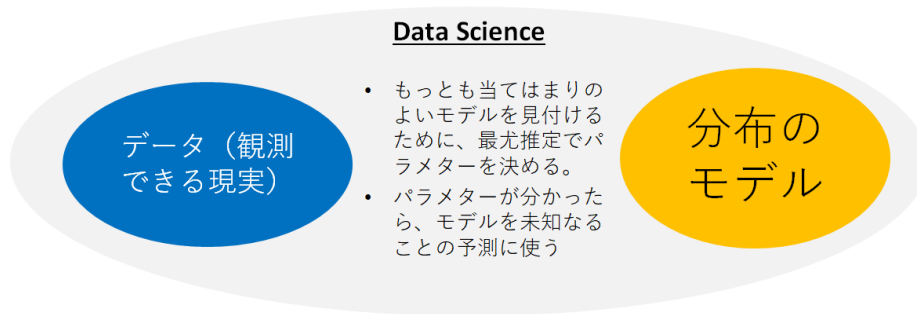 Data Science
データ（観測
できる現実）
• もっとも当てはまりの
よいモデルを見付ける
ために、最尤推定でパ
ラメターを決める。
• パラメターが分かった
ら、モデルを未知なる
ことの予測に使う
分布の
モデル